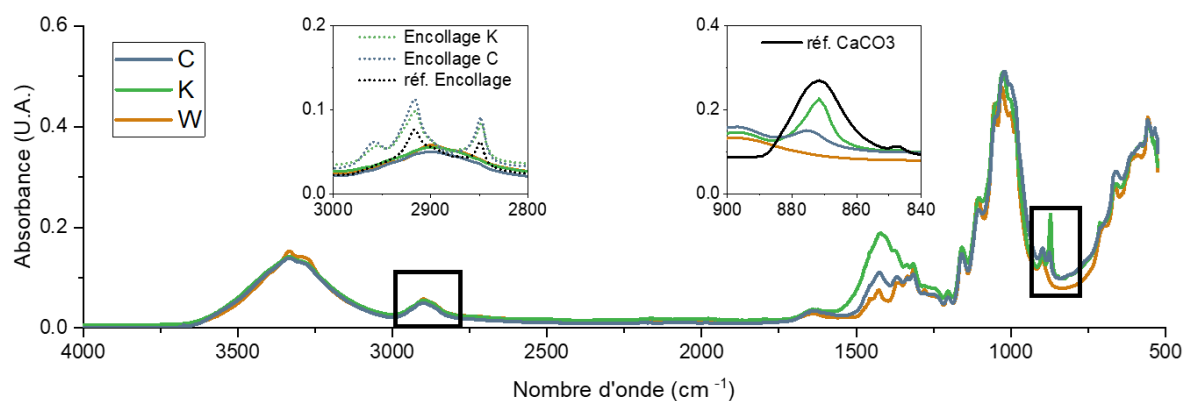 0.6
0.4
0.2
0.0
Absorbance (U.A.)
C
K
W
0.2
0.1
0.0
Encollage K
Encollage C
réf. Encollage
3000 2900 2800
0.4
0.2
0.0
réf. CaCO3
900 880 860 840
4000 3500 3000 2500 2000 1500 1000 500
Nombre d'onde (cm -1)